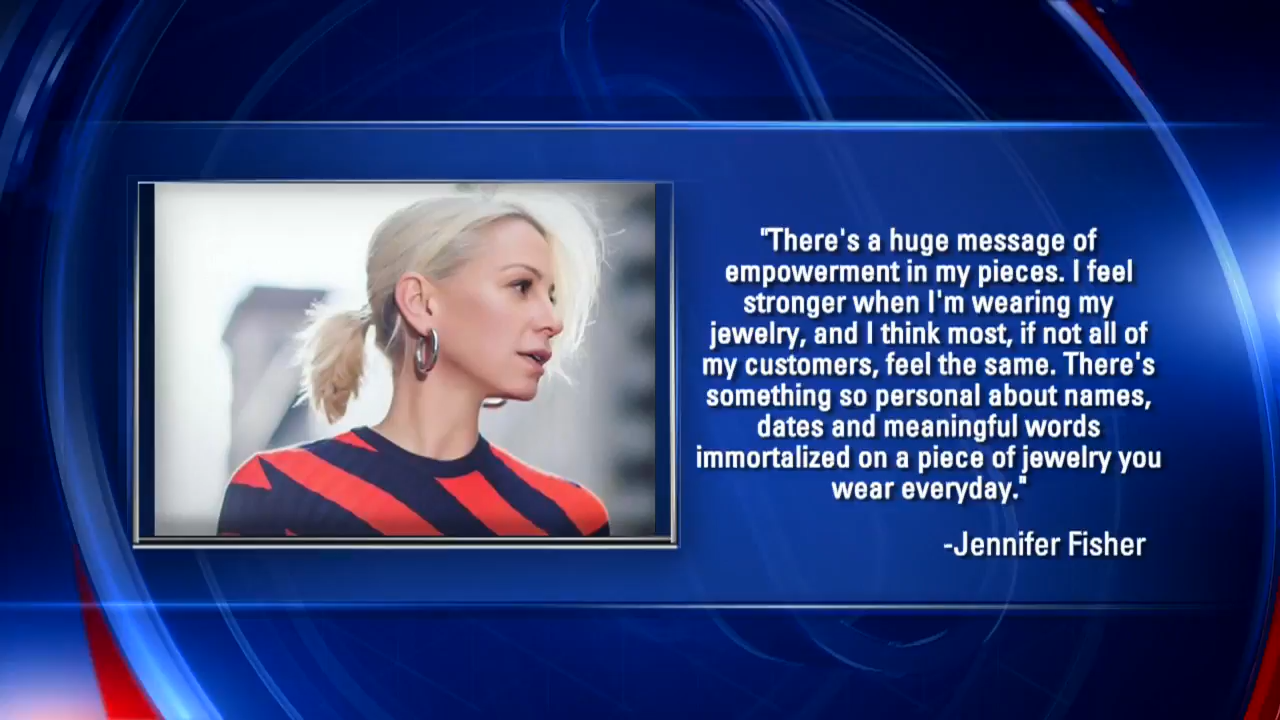 "There's a huge message of
empowerment in my pieces. I feel
stronger when I'm wearing my
jewelry, and I think most, if not all of
my customers, feel the same. There's
something so personal about names,
dates and meaningful words
immortalized on a piece of jewelry you
wear everyday."
-Jennifer Fisher